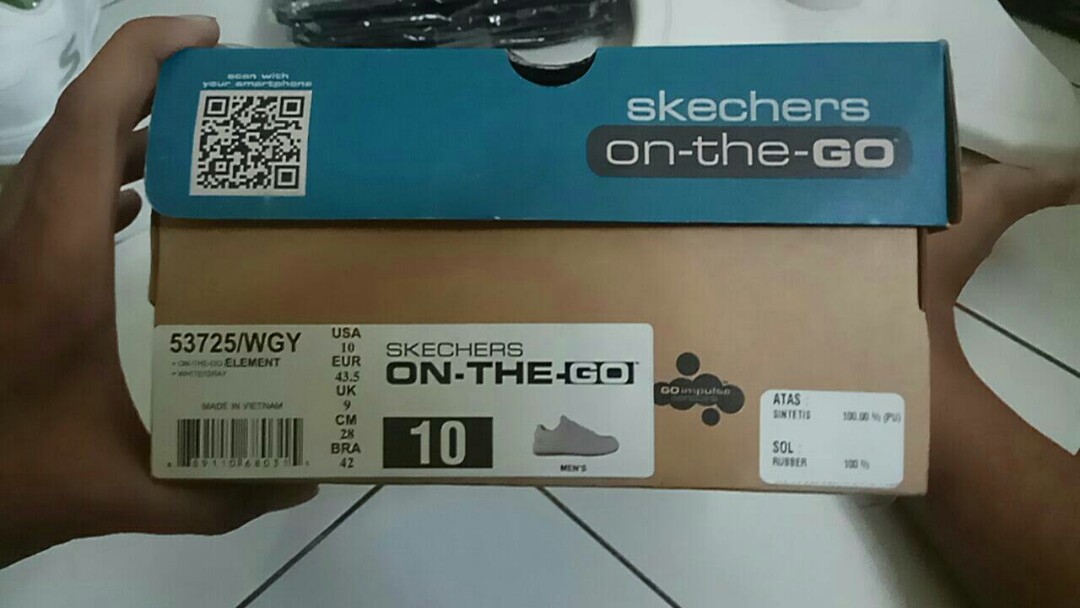 scan with
your smartphone
skechers
on-the-GO
53725/WGY
• ON-THE-GO ELEMENT
• WHITE/GRAY
MADE IN VIETNAM
USA
10
EUR
43.5
UK
9
CM
28
BRA
42
SKECHERS
ON-THE-GO
10
MEN'S
GOimpulse
ATAS :
SINTETIS 100.00 % (PU)
SOL :
RUBBER 100 %